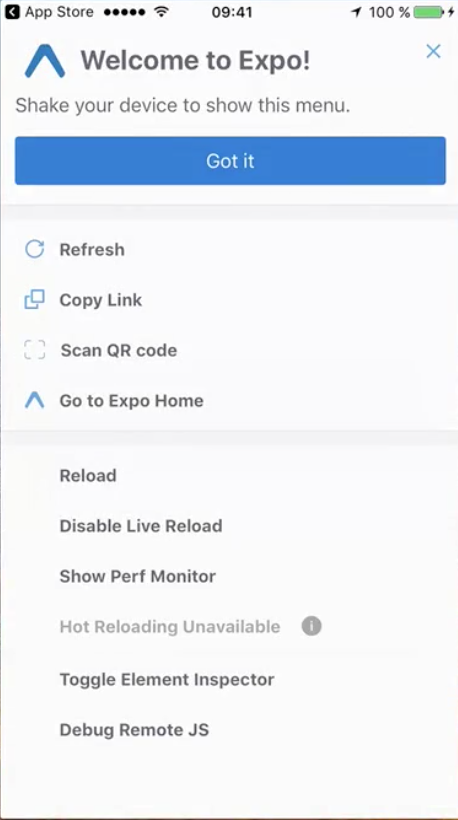 App Store 09:41 100 %
Welcome to Expo!
Shake your device to show this menu.
Got it
Refresh
Copy Link
Scan QR code
Go to Expo Home
Reload
Disable Live Reload
Show Perf Monitor
Hot Reloading Unavailable
Toggle Element Inspector
Debug Remote JS